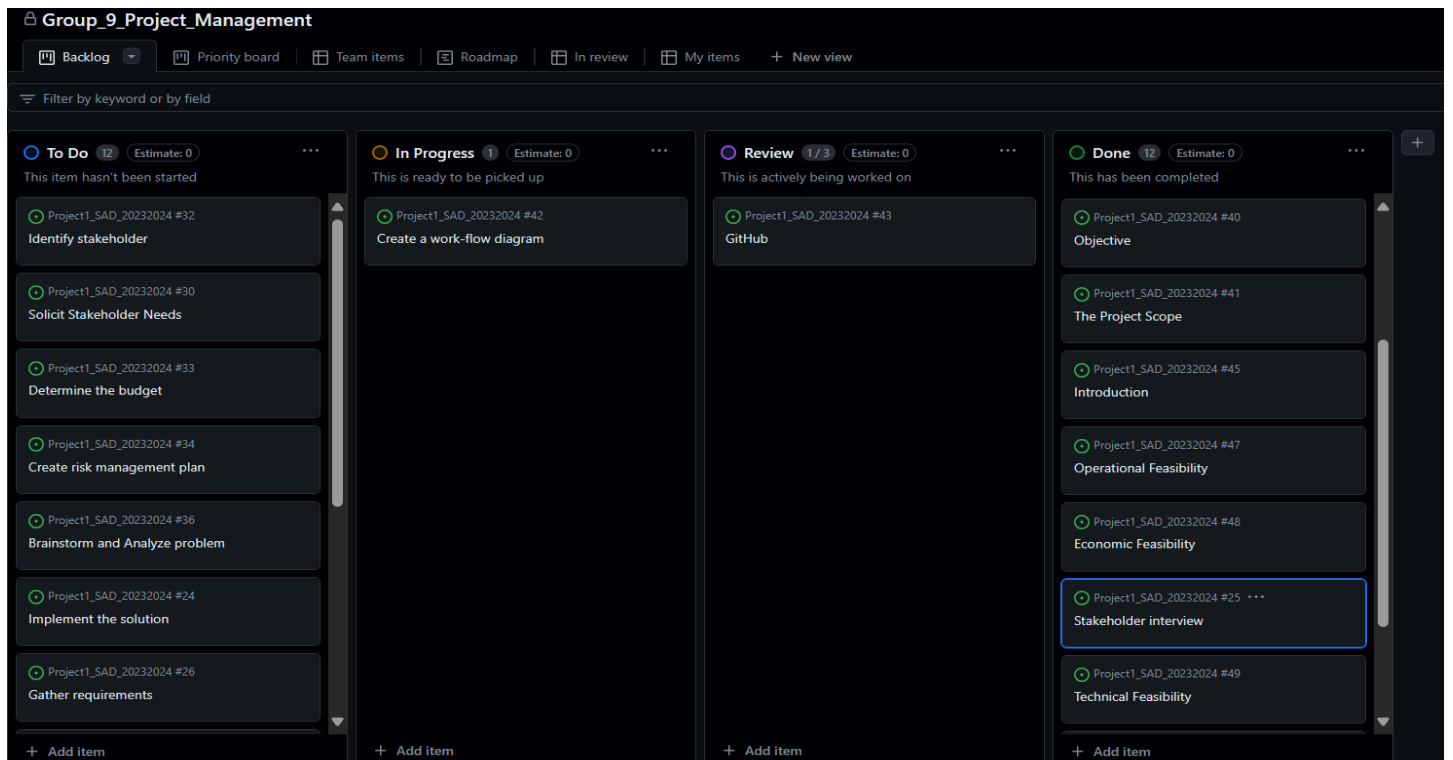 Group_9_Project_Management
Backlog
Priority board
Team items
Roadmap
In review
My items
+ New view
Filter by keyword or by field
To Do 12 Estimate: 0 ...
This item hasn't been started
Project1_SAD_20232024 #32
Identify stakeholder
Project1_SAD_20232024 #30
Solicit Stakeholder Needs
Project1_SAD_20232024 #33
Determine the budget
Project1_SAD_20232024 #34
Create risk management plan
Project1_SAD_20232024 #36
Brainstorm and Analyze problem
Project1_SAD_20232024 #24
Implement the solution
Project1_SAD_20232024 #26
Gather requirements
+ Add item
In Progress 1 Estimate: 0 ...
This is ready to be picked up
Project1_SAD_20232024 #42
Create a work-flow diagram
+ Add item
Review 1 / 3 Estimate: 0 ...
This is actively being worked on
Project1_SAD_20232024 #43
GitHub
+ Add item
Done 12 Estimate: 0 ...
This has been completed
Project1_SAD_20232024 #40
Objective
Project1_SAD_20232024 #41
The Project Scope
Project1_SAD_20232024 #45
Introduction
Project1_SAD_20232024 #47
Operational Feasibility
Project1_SAD_20232024 #48
Economic Feasibility
Project1_SAD_20232024 #25 ...
Stakeholder interview
Project1_SAD_20232024 #49
Technical Feasibility
+ Add item
+